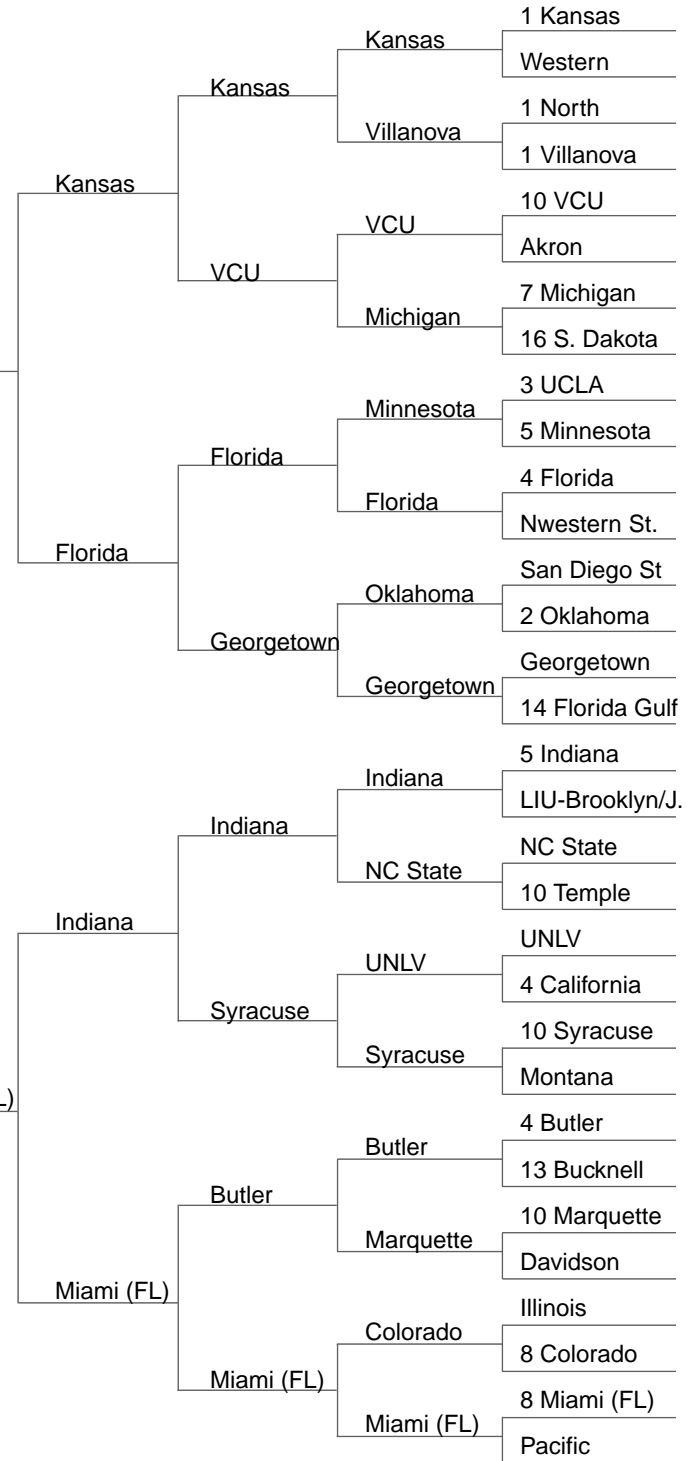 1 Kansas
Kansas
Western
Kansas
1 North
Villanova
1 Villanova
Kansas
10 VCU
VCU
Akron
VCU
7 Michigan
Michigan
16 S. Dakota
3 UCLA
Minnesota
5 Minnesota
Florida
4 Florida
Florida
Nwestern St.
Florida
San Diego St
Oklahoma
2 Oklahoma
Georgetown
Georgetown
Georgetown
14 Florida Gulf
5 Indiana
Indiana
LIU-Brooklyn/J.
Indiana
NC State
NC State
10 Temple
Indiana
UNLV
UNLV
4 California
Syracuse
10 Syracuse
Syracuse
Montana
L)
4 Butler
Butler
13 Bucknell
Butler
10 Marquette
Marquette
Davidson
Miami (FL)
Illinois
Colorado
8 Colorado
Miami (FL)
8 Miami (FL)
Miami (FL)
Pacific